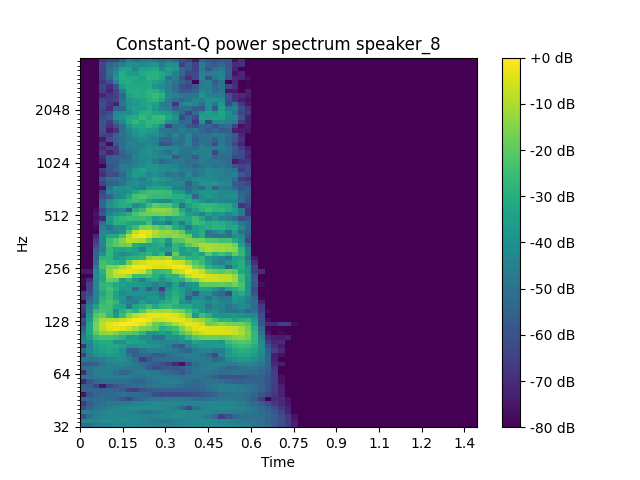 Constant-Q power spectrum speaker_8
Hz
2048
1024
512
256
128
64
32
0 0.15 0.3 0.45 0.6 0.75 0.9 1.1 1.2 1.4
Time
+0 dB
-10 dB
-20 dB
-30 dB
-40 dB
-50 dB
-60 dB
-70 dB
-80 dB